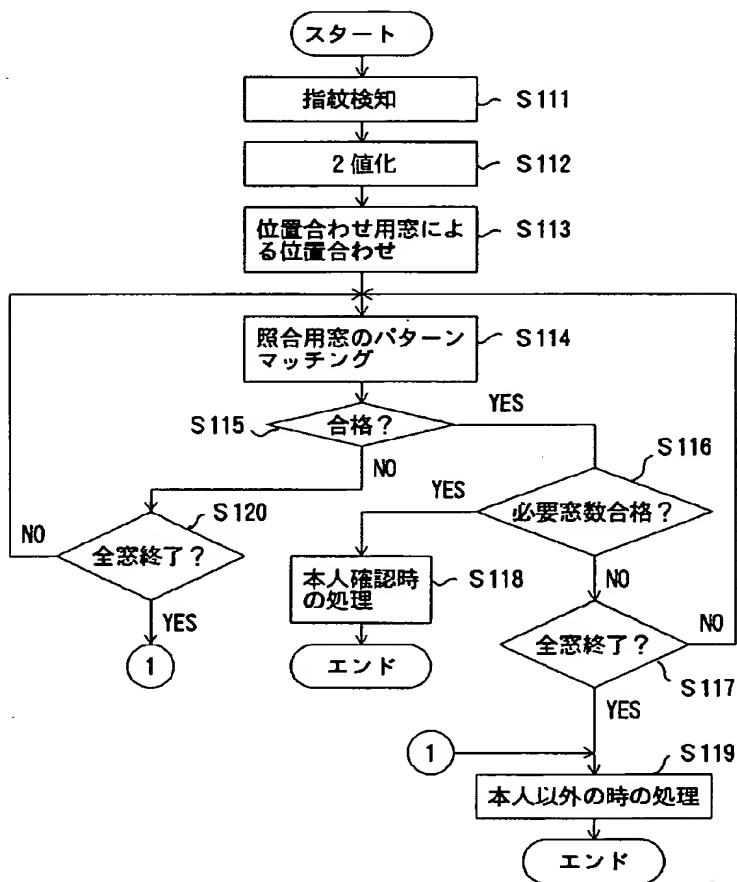 スタート
指紋検知
S111
2値化
S112
位置合わせ用窓によ
る位置合わせ
S113
照合用窓のパターン
マッチング
S114
S115
合格?
YES
NO
S116
必要窓数合格?
YES
NO
S120
全窓終了?
NO
YES
1
本人確認時
の処理
S118
エンド
全窓終了?
NO
S117
YES
1
S119
本人以外の時の処理
エンド